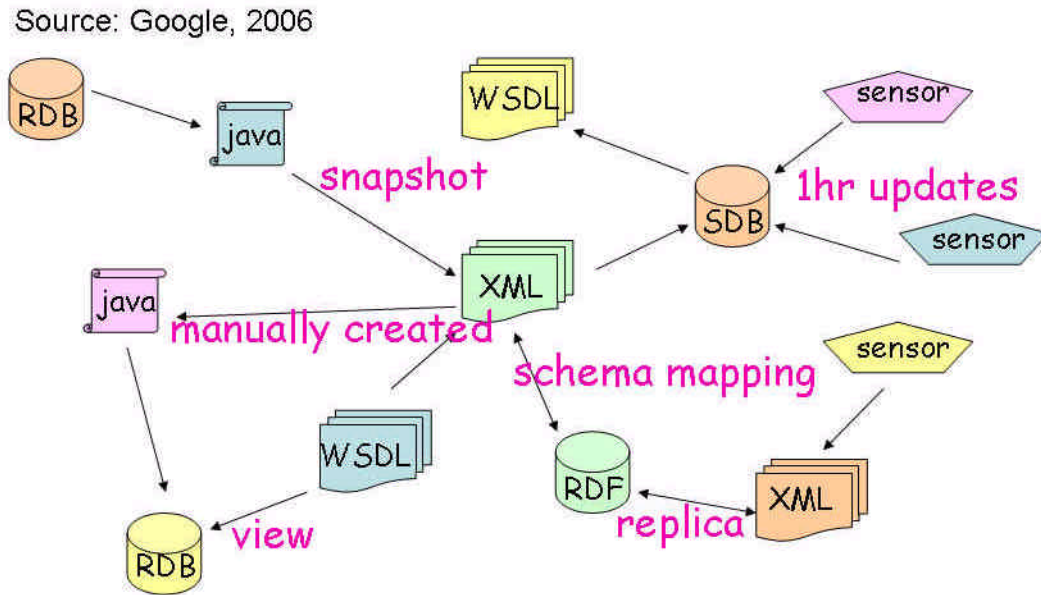 Source: Google, 2006
RDB
java
WSDL
sensor
snapshot
SDB
1hr updates
sensor
XML
java
manually created
sensor
schema mapping
WSDL
RDF
XML
replica
view
RDB